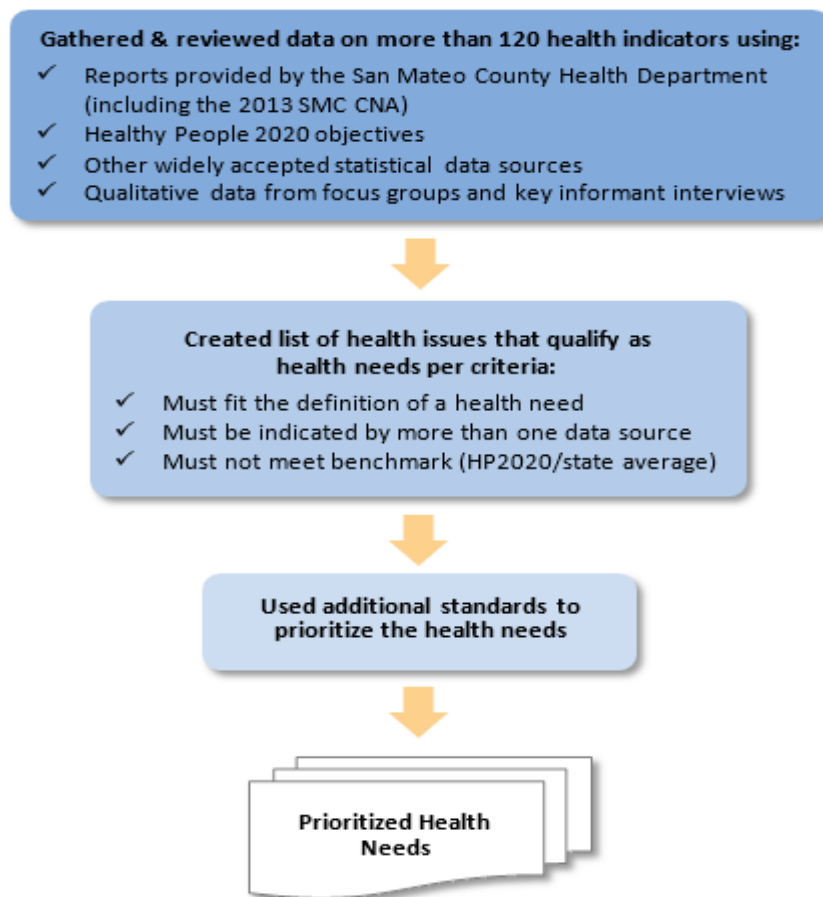 Gathered & reviewed data on more than 120 health indicators using:
✓ Reports provided by the San Mateo County Health Department
(including the 2013 SMC CNA)
✓ Healthy People 2020 objectives
✓ Other widely accepted statistical data sources
✓ Qualitative data from focus groups and key informant interviews
Created list of health issues that qualify as
health needs per criteria:
✓ Must fit the definition of a health need
✓ Must be indicated by more than one data source
✓ Must not meet benchmark (HP2020/state average)
Used additional standards to
prioritize the health needs
Prioritized Health
Needs